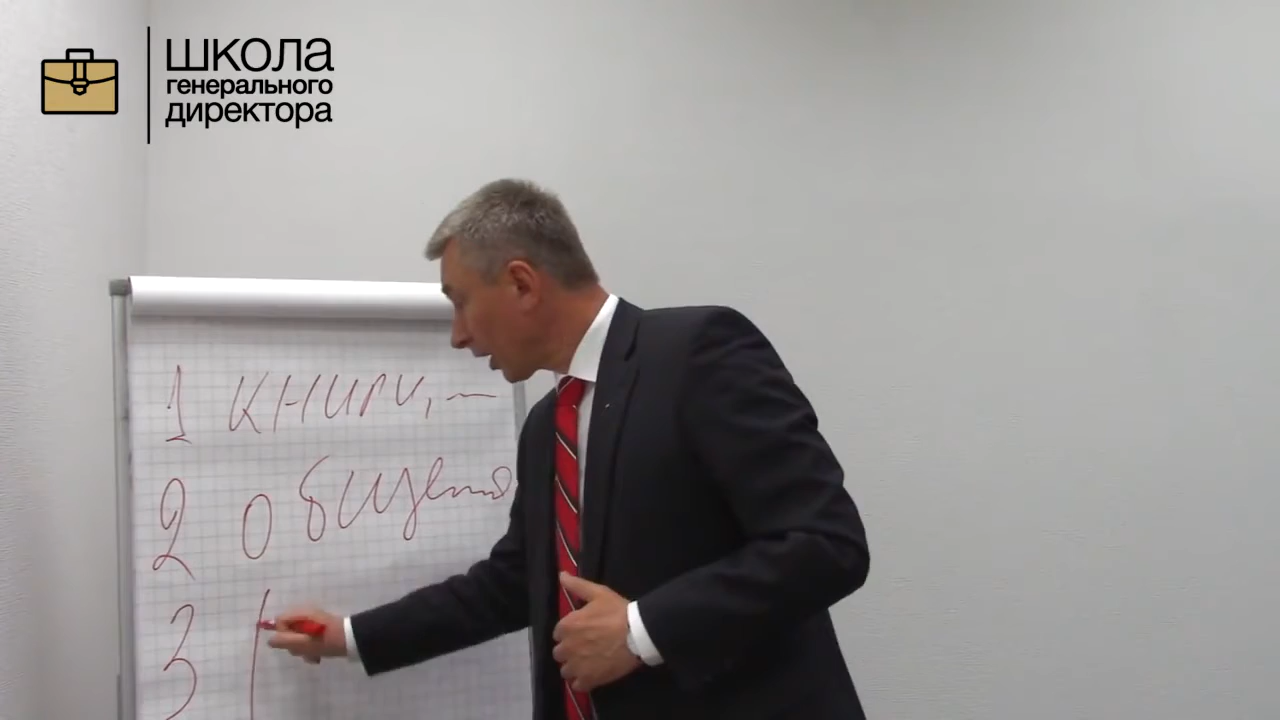 ШКОЛА
генерального
директора
1 книги, —
2 общение
3